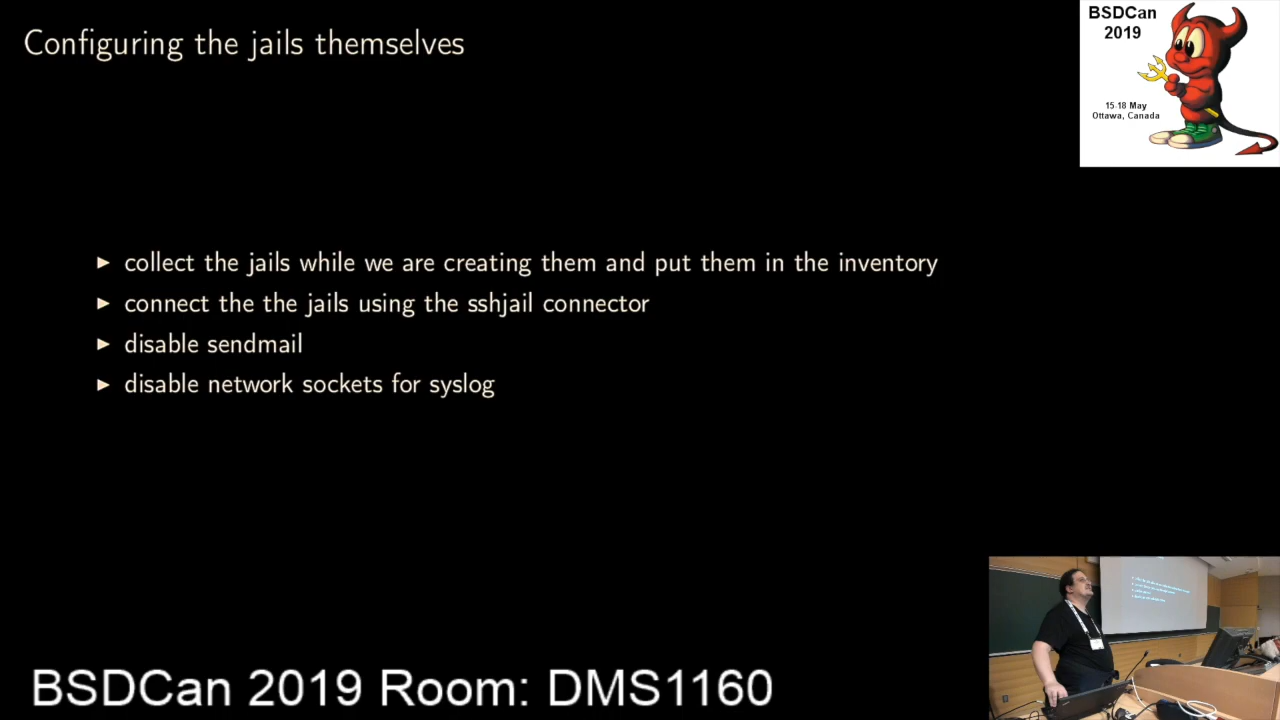 Configuring the jails themselves
BSDCan
2019
15-18 May
Ottawa, Canada
collect the jails while we are creating them and put them in the inventory
connect the the jails using the sshjail connector
disable sendmail
disable network sockets for syslog
BSDCan 2019 Room: DMS1160